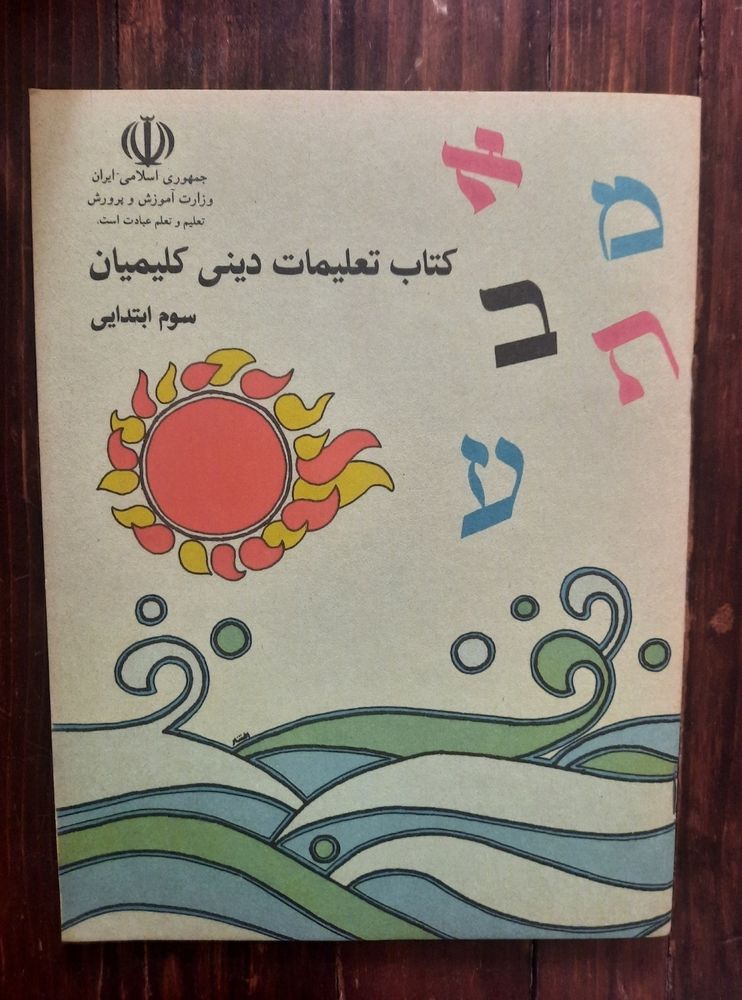 جمهوری اسلامی-ایران
وزارت آموزش و پرورش
تعلیم و تعلم عبادت است.
کتاب تعلیمات دینی کلیمیان
سوم ابتدایی
א
ב
ת